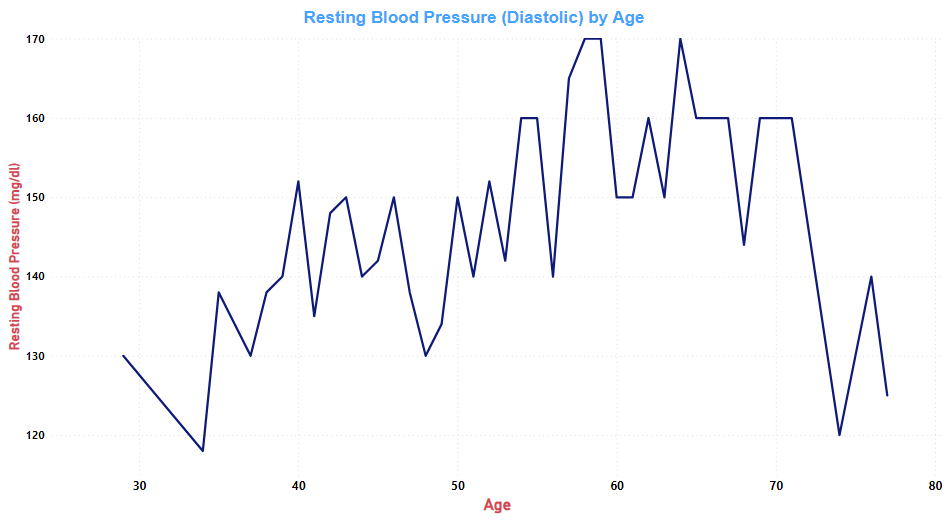 Resting Blood Pressure (Diastolic) by Age
Resting Blood Pressure (mg/dl)
170
160
150
140
130
120
30 40 50 60 70 80
Age